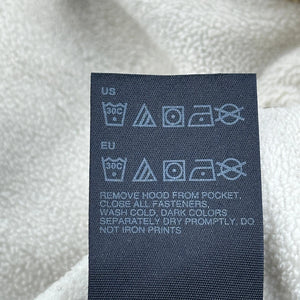 US
30C
EU
30C
REMOVE HOOD FROM POCKET.
CLOSE ALL FASTENERS,
WASH COLD, DARK COLORS
SEPARATELY DRY PROMPTLY, DO
NOT IRON PRINTS